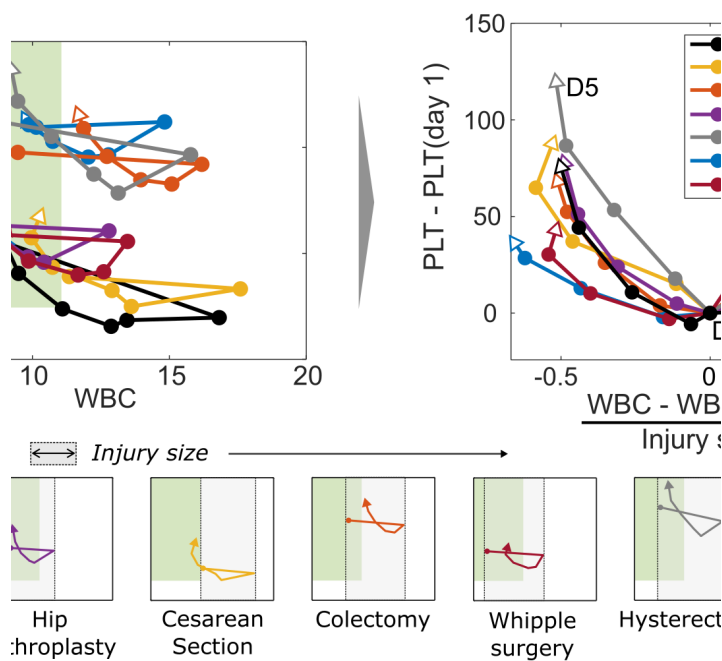 150
100
50
0
PLT - PLT(day 1)
D5
D
10
15
20
WBC
-0.5
0
WBC - WB
Injury s
Injury size
Hip
throplasty
Cesarean
Section
Colectomy
Whipple
surgery
Hysterect